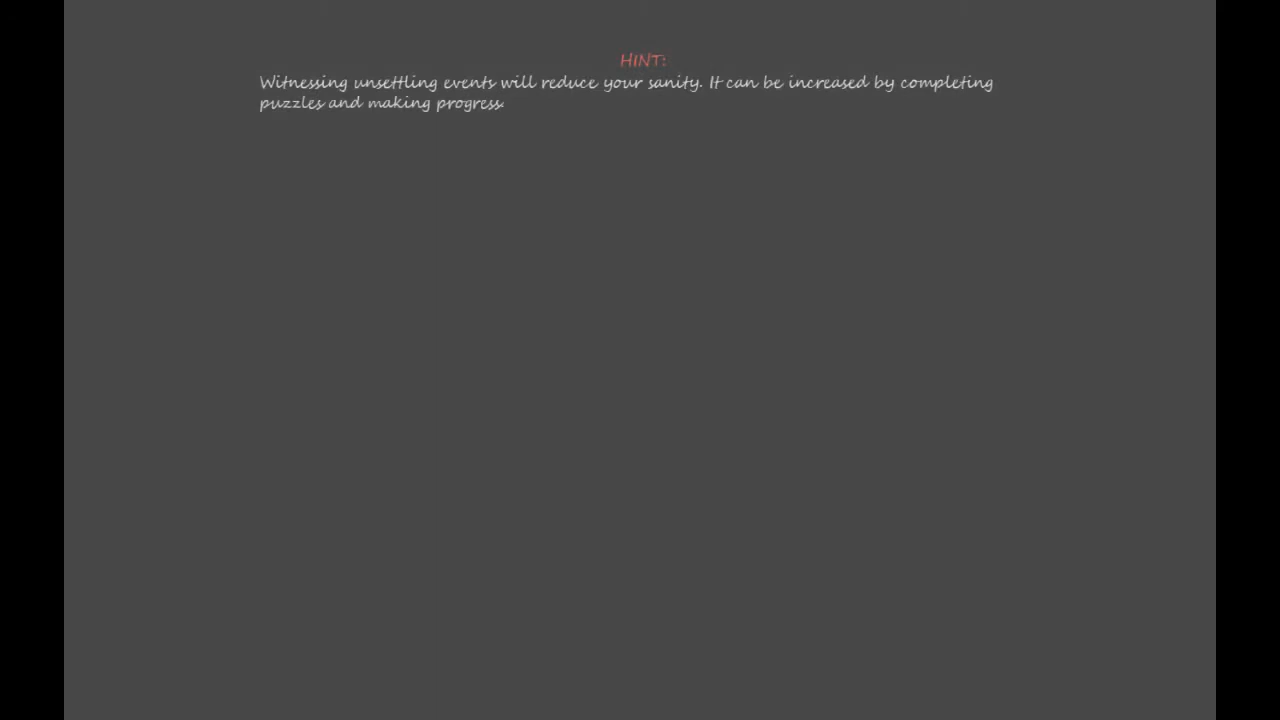 HINT:
Witnessing unsettling events will reduce your sanity. It can be increased by completing
puzzles and making progress.